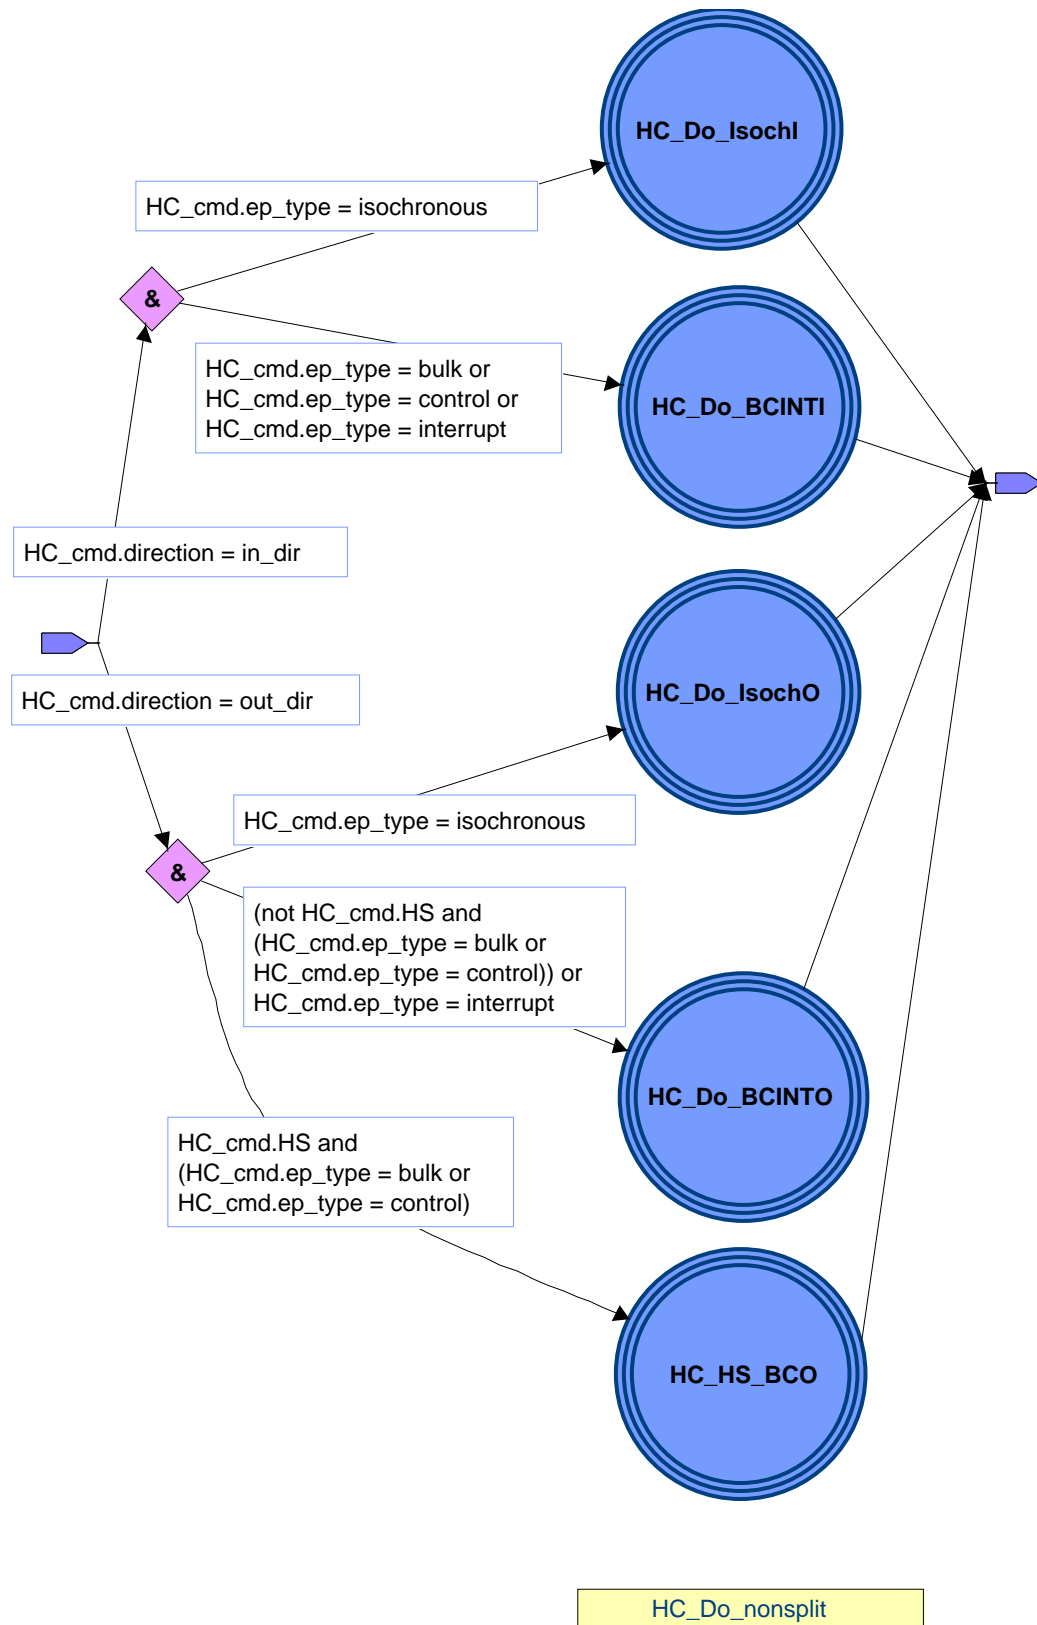 HC_Do_IsochI
HC_cmd.ep_type = isochronous
&
HC_cmd.ep_type = bulk or
HC_cmd.ep_type = control or
HC_cmd.ep_type = interrupt
HC_Do_BCINTI
HC_cmd.direction = in_dir
HC_cmd.direction = out_dir
HC_Do_IsochO
HC_cmd.ep_type = isochronous
&
(not HC_cmd.HS and
(HC_cmd.ep_type = bulk or
HC_cmd.ep_type = control)) or
HC_cmd.ep_type = interrupt
HC_Do_BCINTO
HC_cmd.HS and
(HC_cmd.ep_type = bulk or
HC_cmd.ep_type = control)
HC_HS_BCO
HC_Do_nonsplit